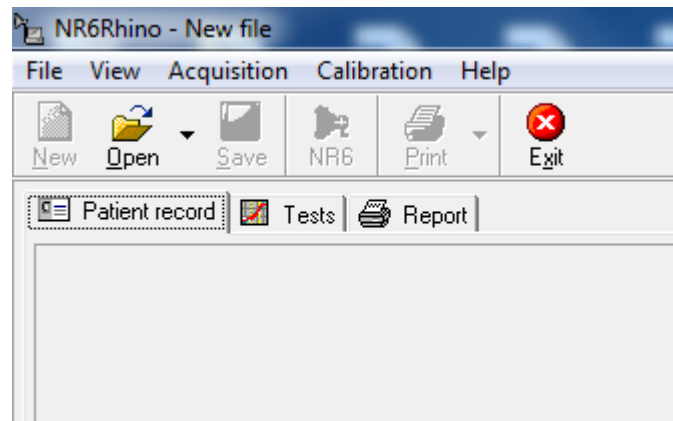 NR6Rhino - New file
File View Acquisition Calibration Help
New Open Save NR6 Print Exit
Patient record Tests Report